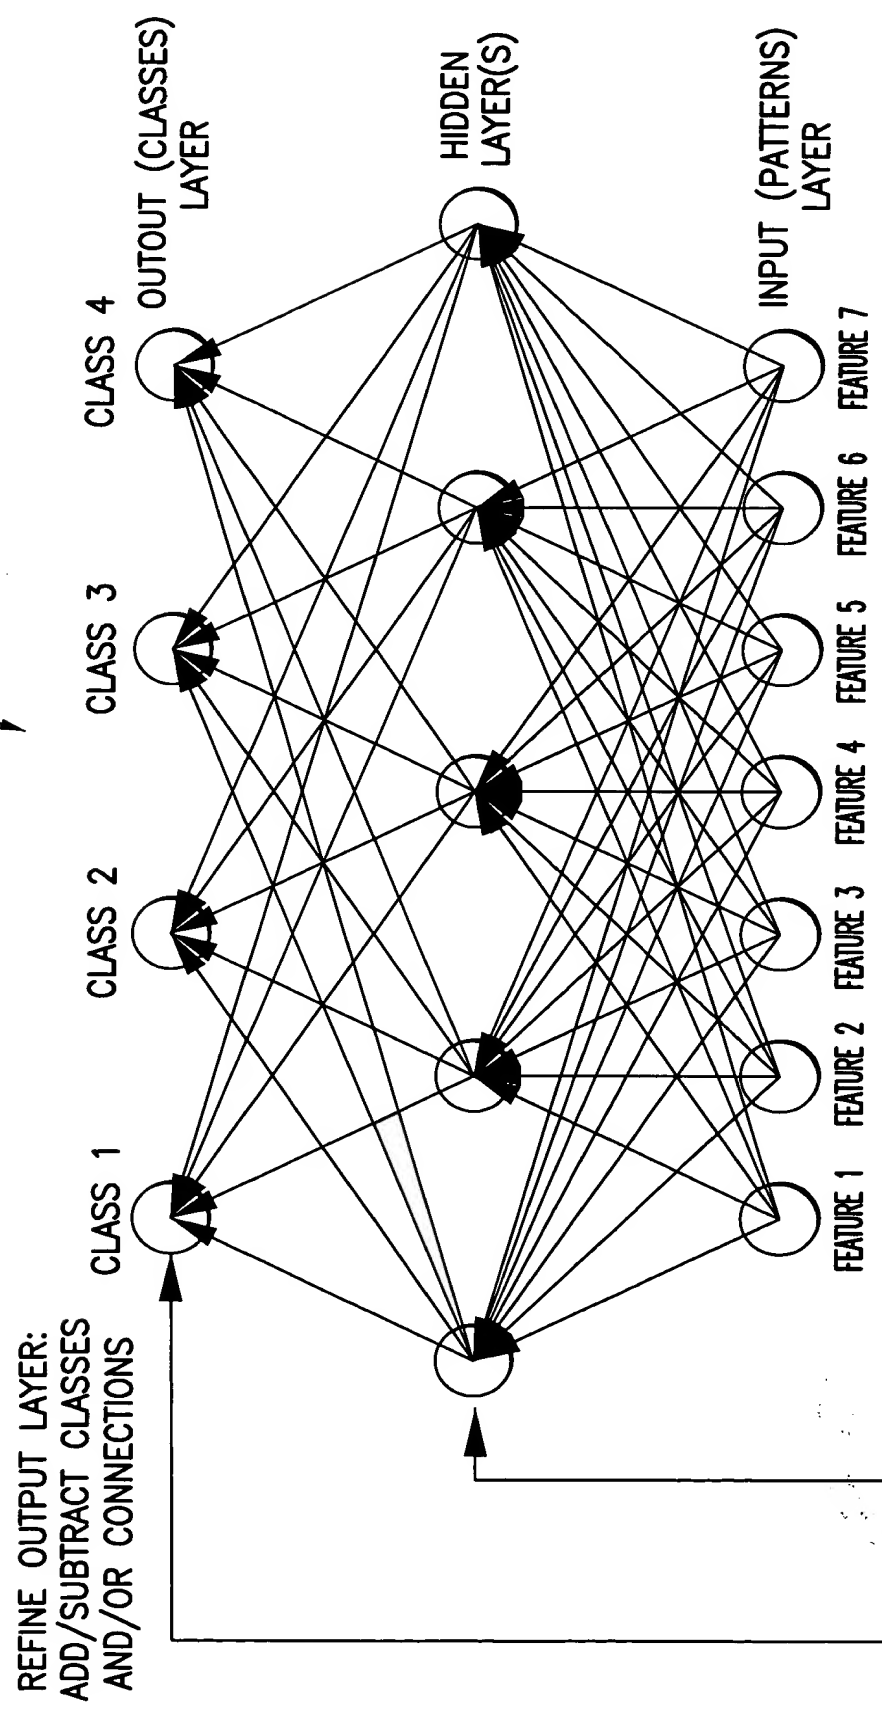 REFINE OUTPUT LAYER:
ADD/SUBTRACT CLASSES
AND/OR CONNECTIONS
CLASS 1
CLASS 2
CLASS 3
CLASS 4
OUTOUT (CLASSES)
LAYER
HIDDEN
LAYER(S)
INPUT (PATTERNS)
LAYER
FEATURE 1
FEATURE 2
FEATURE 3
FEATURE 4
FEATURE 5
FEATURE 6
FEATURE 7